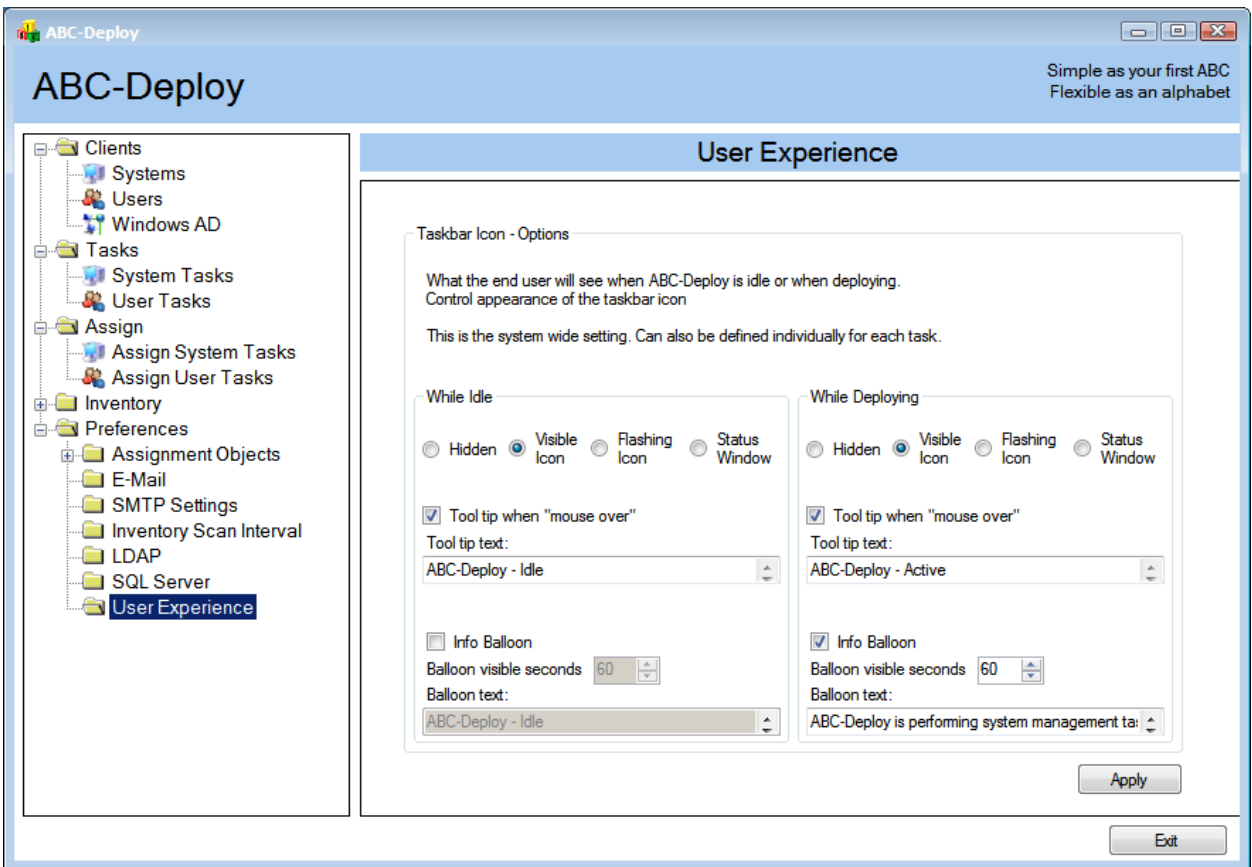 ABC-Deploy
ABC-Deploy
Simple as your first ABC
Flexible as an alphabet
Clients
Systems
Users
Windows AD
Tasks
System Tasks
User Tasks
Assign
Assign System Tasks
Assign User Tasks
Inventory
Preferences
Assignment Objects
E-Mail
SMTP Settings
Inventory Scan Interval
LDAP
SQL Server
User Experience
User Experience
Taskbar Icon - Options
What the end user will see when ABC-Deploy is idle or when deploying.
Control appearance of the taskbar icon
This is the system wide setting. Can also be defined individually for each task.
While Idle
Hidden
Visible
Icon
Flashing
Icon
Status
Window
Tool tip when "mouse over"
Tool tip text:
ABC-Deploy - Idle
Info Balloon
Balloon visible seconds 60
Balloon text:
ABC-Deploy - Idle
While Deploying
Hidden
Visible
Icon
Flashing
Icon
Status
Window
Tool tip when "mouse over"
Tool tip text:
ABC-Deploy - Active
Info Balloon
Balloon visible seconds 60
Balloon text:
ABC-Deploy is performing system management
Apply
Exit